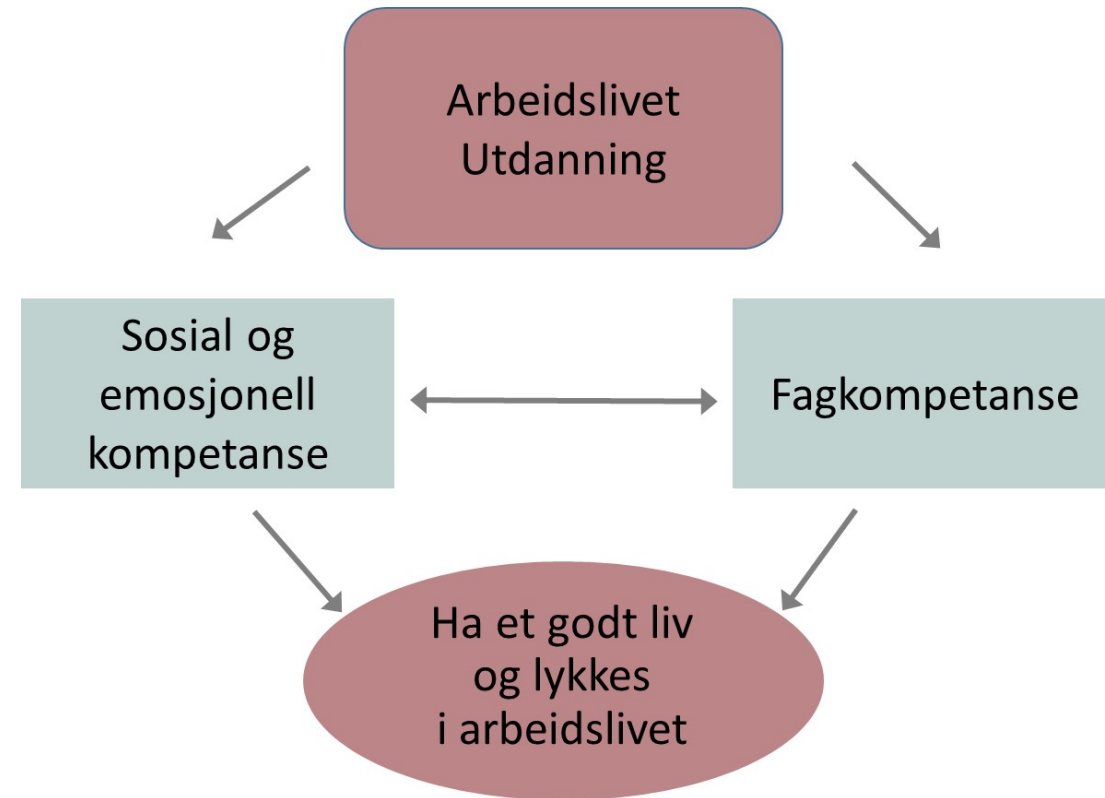 Arbeidslivet
Utdanning
Sosial og
emosjonell
kompetanse
Fagkompetanse
Ha et godt liv
og lykkes
i arbeidslivet